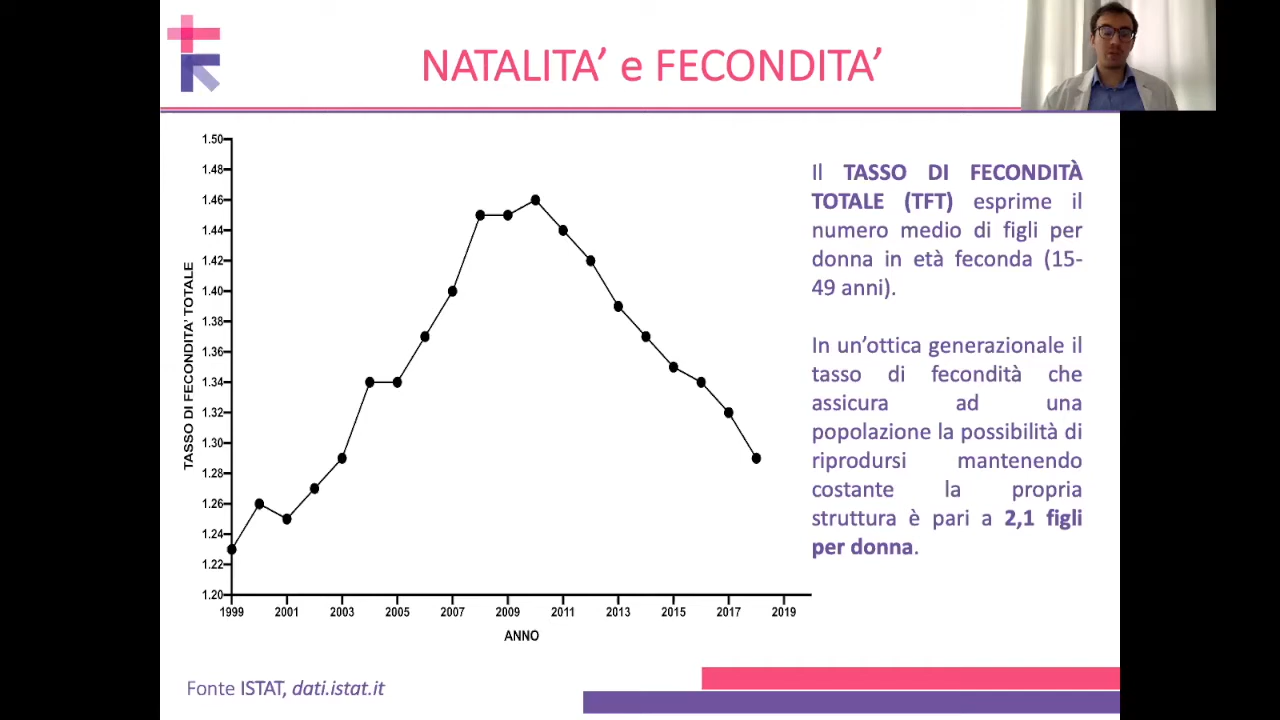 NATALITA’ e FECONDITA’
1.50
1.48
1.46
1.44
1.42
1.40
1.38
1.36
1.34
1.32
1.30
1.28
1.26
1.24
1.22
1.20
TASSO DI FECONDITA’ TOTALE
1999 2001 2003 2005 2007 2009 2011 2013 2015 2017 2019
ANNO
Il TASSO DI FECONDITÀ
TOTALE (TFT) esprime il
numero medio di figli per
donna in età feconda (15-
49 anni).
In un’ottica generazionale il
tasso di fecondità che
assicura ad una
popolazione la possibilità di
riprodursi mantenendo
costante la propria
struttura è pari a 2,1 figli
per donna.
Fonte ISTAT, dati.istat.it